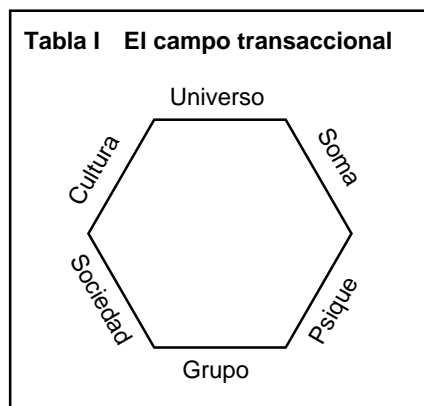 Tabla I El campo transaccional
Universo
Cultura
Soma
Sociedad
Psique
Grupo